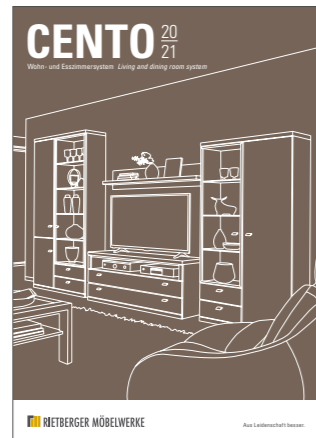 CENTO 20
21
Wohn- und Esszimmersystem Living and dining room system
RIETBERGER MÖBELWERKE
Aus Leidenschaft besser.